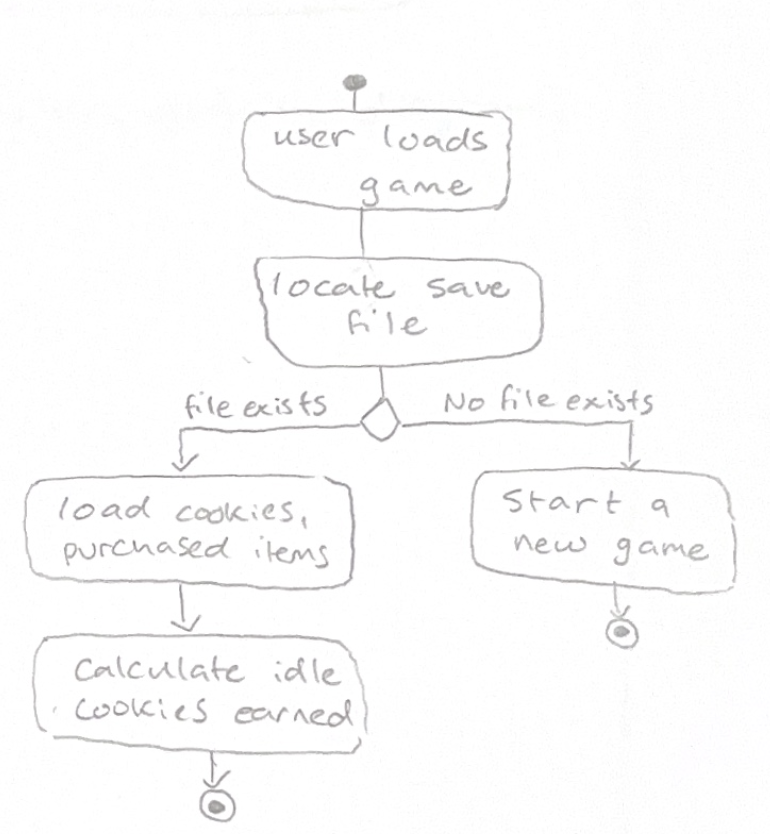 user loads
game
locate save
file
file exists
No file exists
load cookies,
purchased items
Start a
new game
Calculate idle
cookies earned